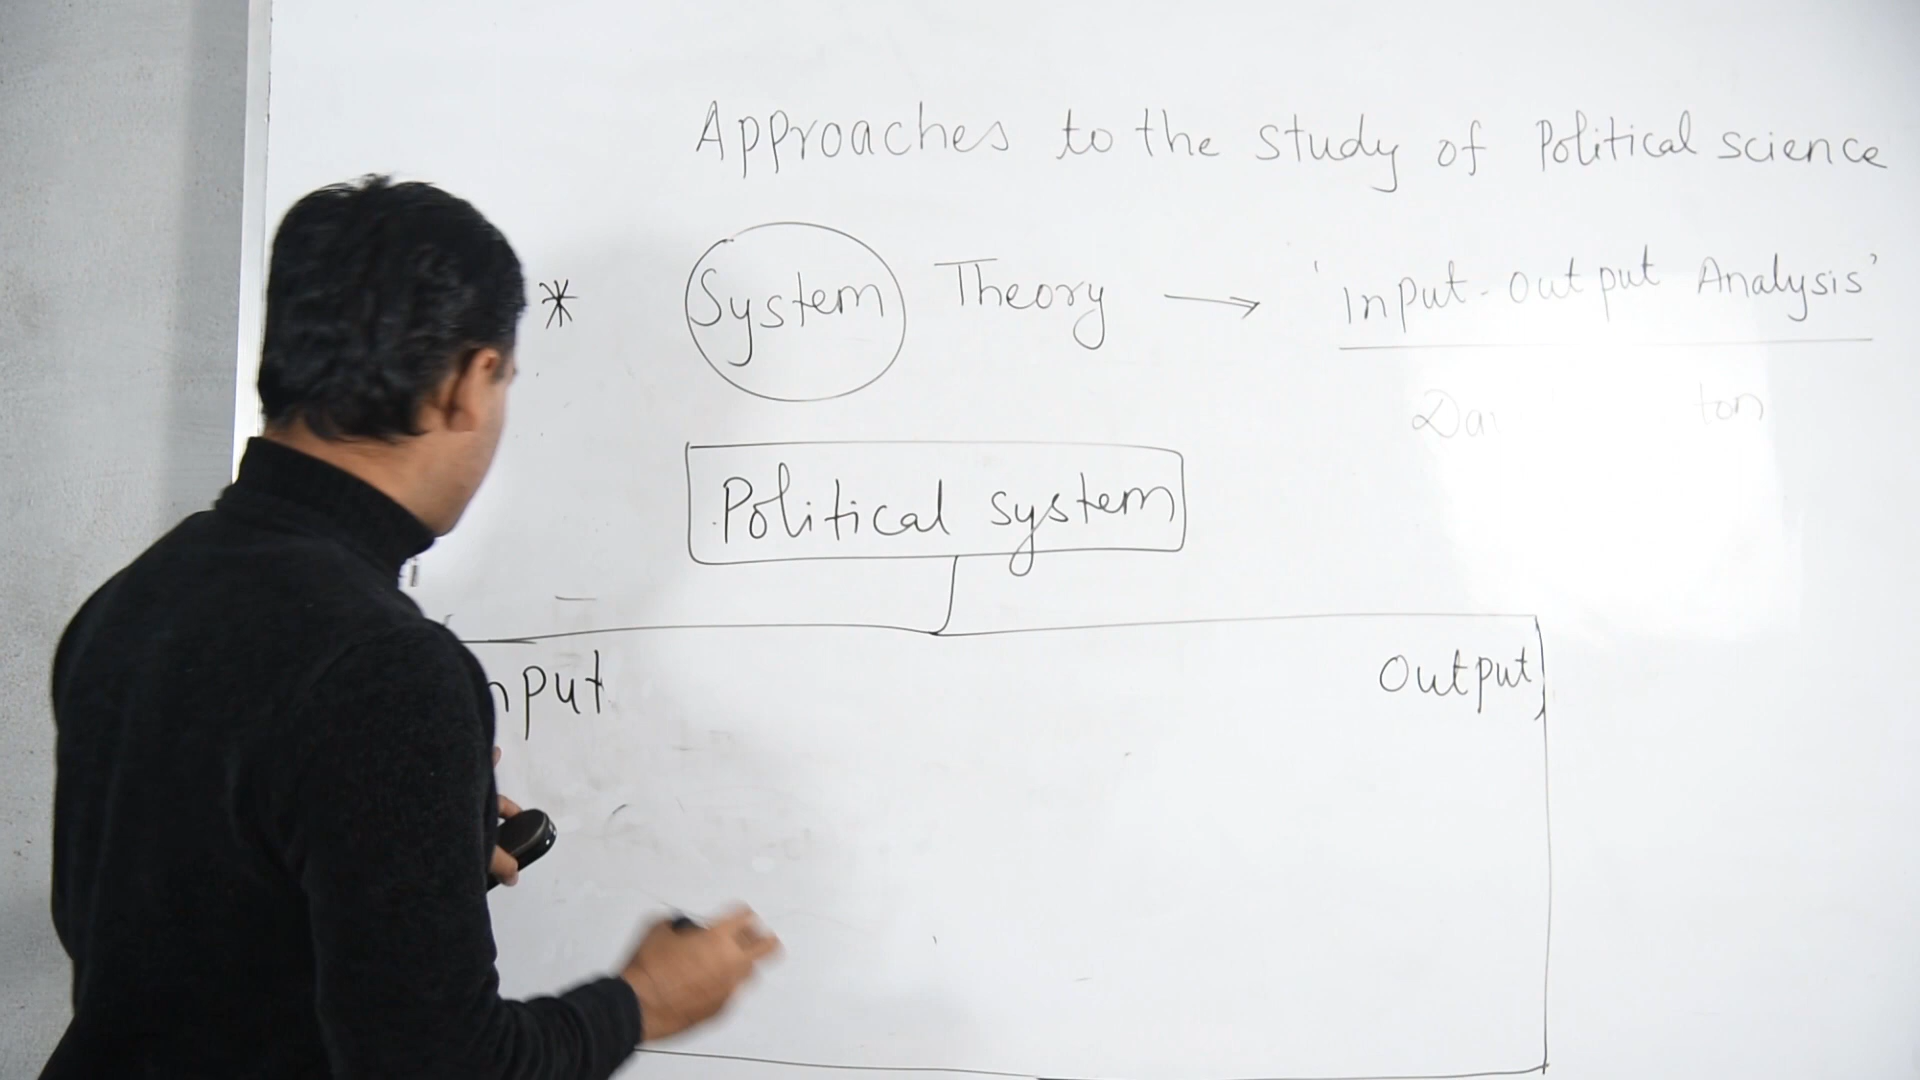 Approaches to the study of Political science
* System Theory → 'Input-Output Analysis'
Political system
nput
Output